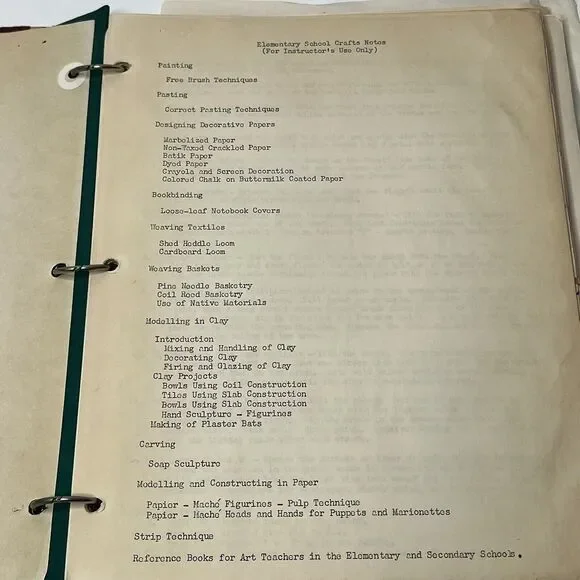 Elementary School Crafts Notes
(For Instructor's Use Only)
Painting
Free Brush Techniques
Pasting
Correct Pasting Techniques
Designing Decorative Papers
Marbelized Paper
Non-Waxed Crackled Paper
Batik Paper
Dyed Paper
Crayola and Screen Decoration
Colored Chalk on Buttermilk Coated Paper
Bookbinding
Loose-leaf Notebook Covers
Weaving Textiles
Shed Heddle Loom
Cardboard Loom
Weaving Baskets
Pine Needle Basketry
Coil Reed Basketry
Use of Native Materials
Modelling in Clay
Introduction
Mixing and Handling of Clay
Decorating Clay
Firing and Glazing of Clay
Clay Projects
Bowls Using Coil Construction
Tiles Using Slab Construction
Bowls Using Slab Construction
Hand Sculpture - Figurines
Making of Plaster Bats
Carving
Soap Sculpture
Modelling and Constructing in Paper
Papier - Maché Figurines - Pulp Technique
Papier - Maché Heads and Hands for Puppets and Marionettes
Strip Technique
Reference Books for Art Teachers in the Elementary and Secondary Schools.